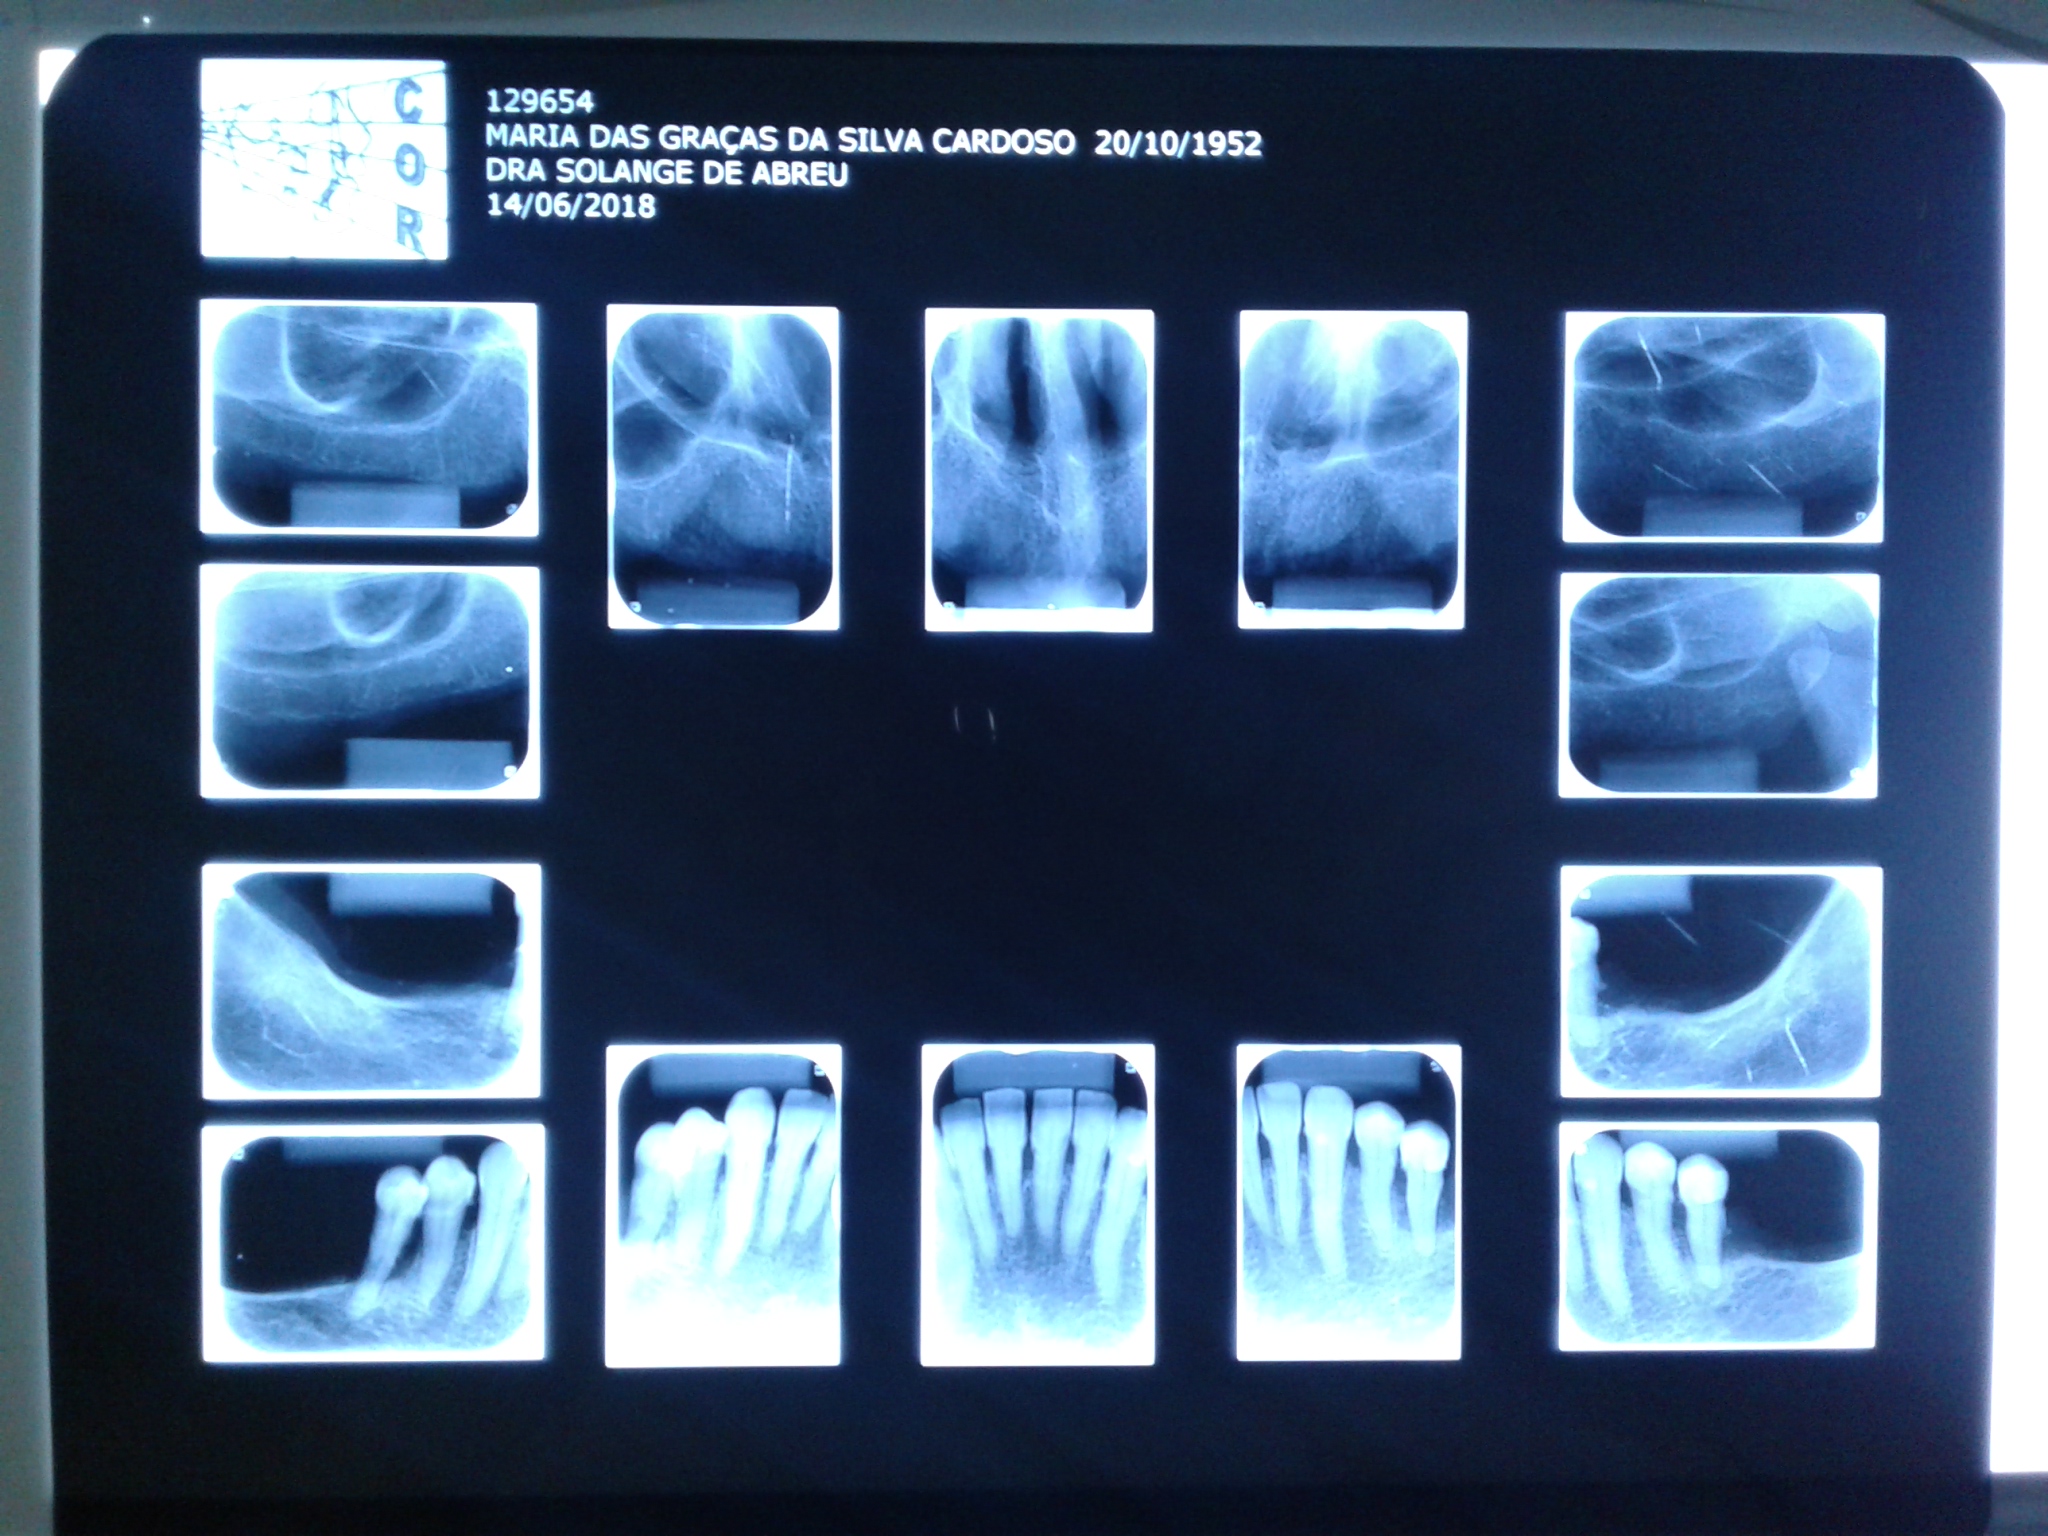 COR
129654
MARIA DAS GRAÇAS DA SILVA CARDOSO 20/10/1952
DRA SOLANGE DE ABREU
14/06/2018